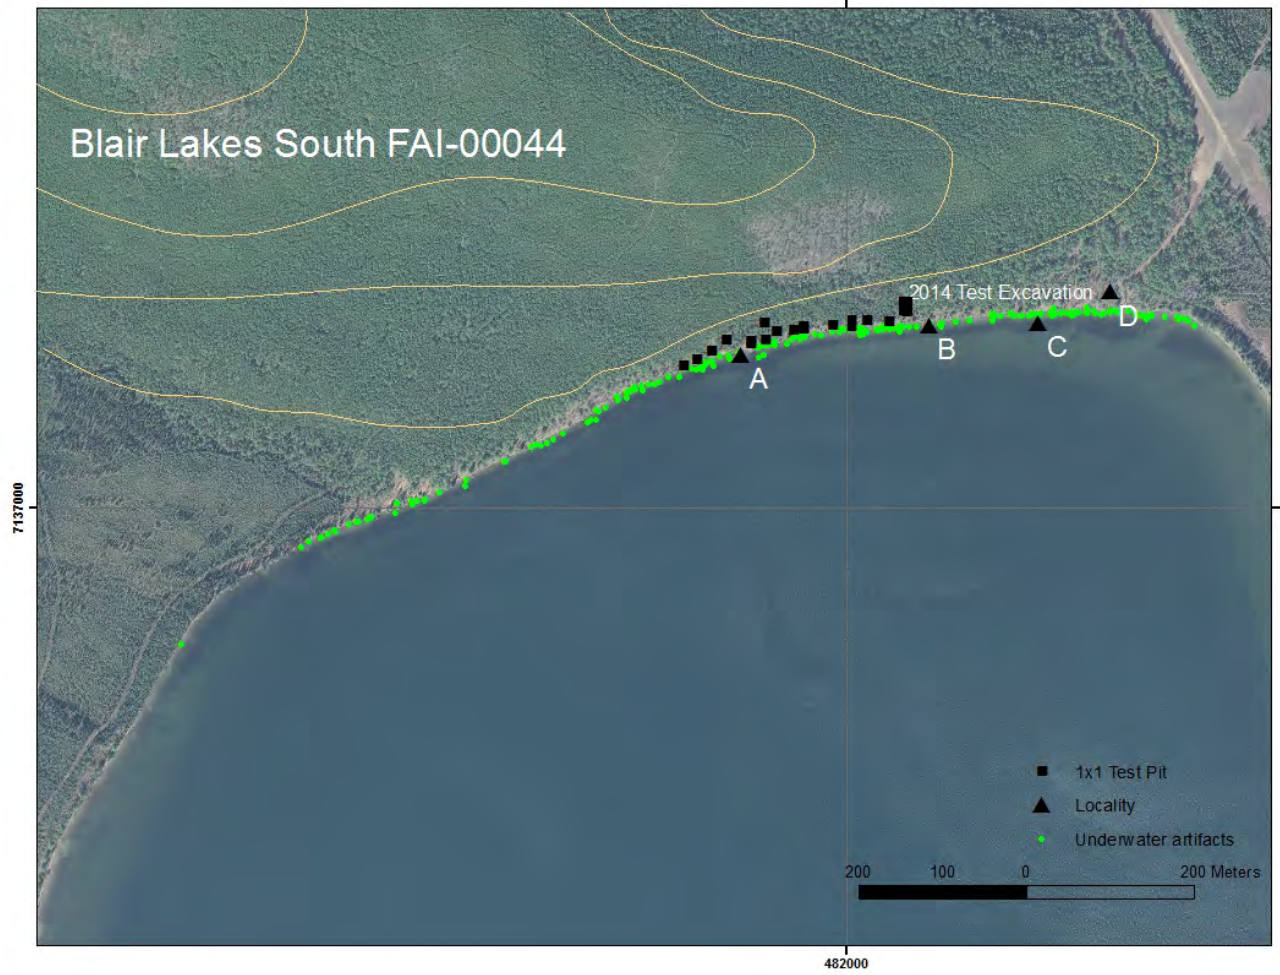 Blair Lakes South FAI-00044
2014 Test Excavation
D
B
C
A
7137000
1x1 Test Pit
Locality
Underwater artifacts
200 100 0 200 Meters
482000